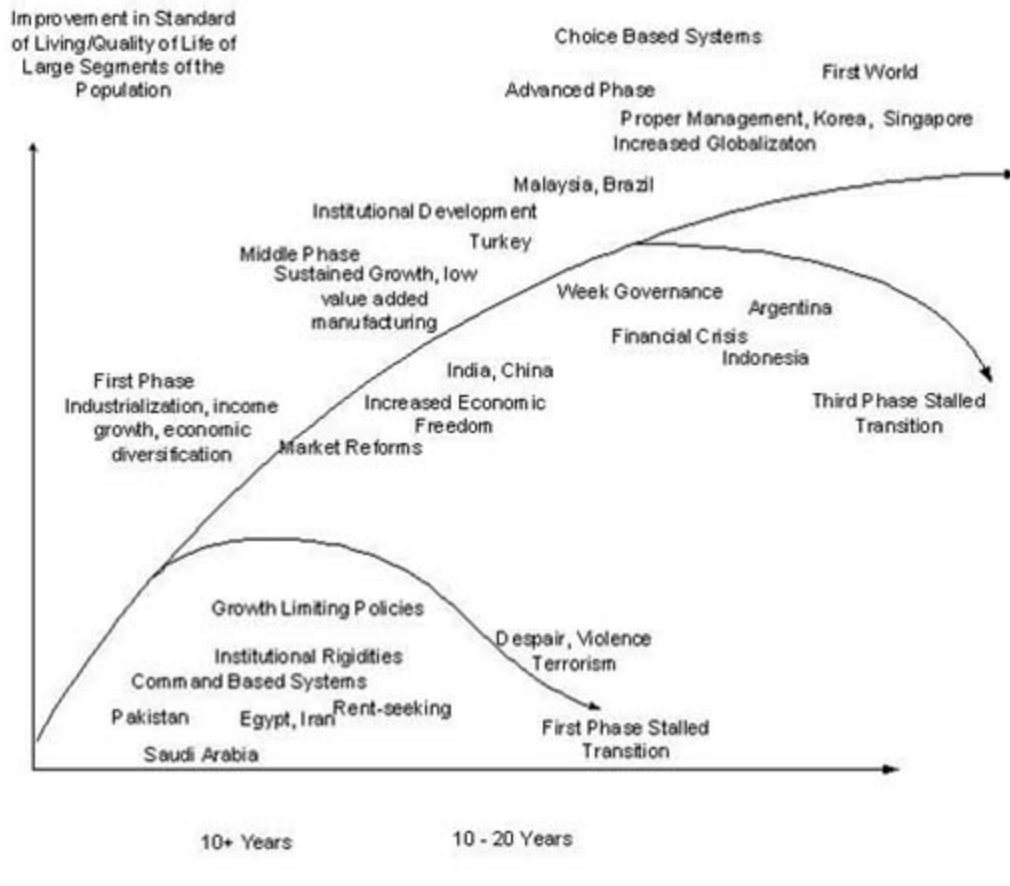 Improvement in Standard
of Living/Quality of Life of
Large Segments of the
Population
Choice Based Systems
First World
Advanced Phase
Proper Management, Korea, Singapore
Increased Globalizaton
Malaysia, Brazil
Institutional Development
Turkey
Middle Phase
Sustained Growth, low
value added
manufacturing
Week Governance
Argentina
Financial Crisis
Indonesia
India, China
First Phase
Industrialization, income
growth, economic
diversification
Increased Economic
Freedom
Market Reforms
Third Phase Stalled
Transition
Growth Limiting Policies
Institutional Rigidities
Command Based Systems
Rent-seeking
Pakistan
Egypt, Iran
Saudi Arabia
Despair, Violence
Terrorism
First Phase Stalled
Transition
10+ Years
10 - 20 Years